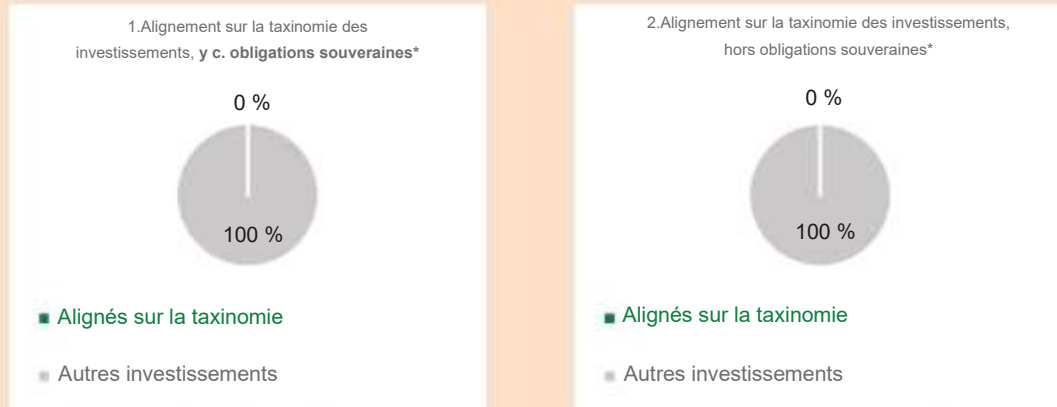 1.Alignement sur la taxinomie des
investissements, y c. obligations souveraines*
0 %
100 %
Alignés sur la taxinomie
Autres investissements
2.Alignement sur la taxinomie des investissements,
hors obligations souveraines*
0 %
100 %
Alignés sur la taxinomie
Autres investissements